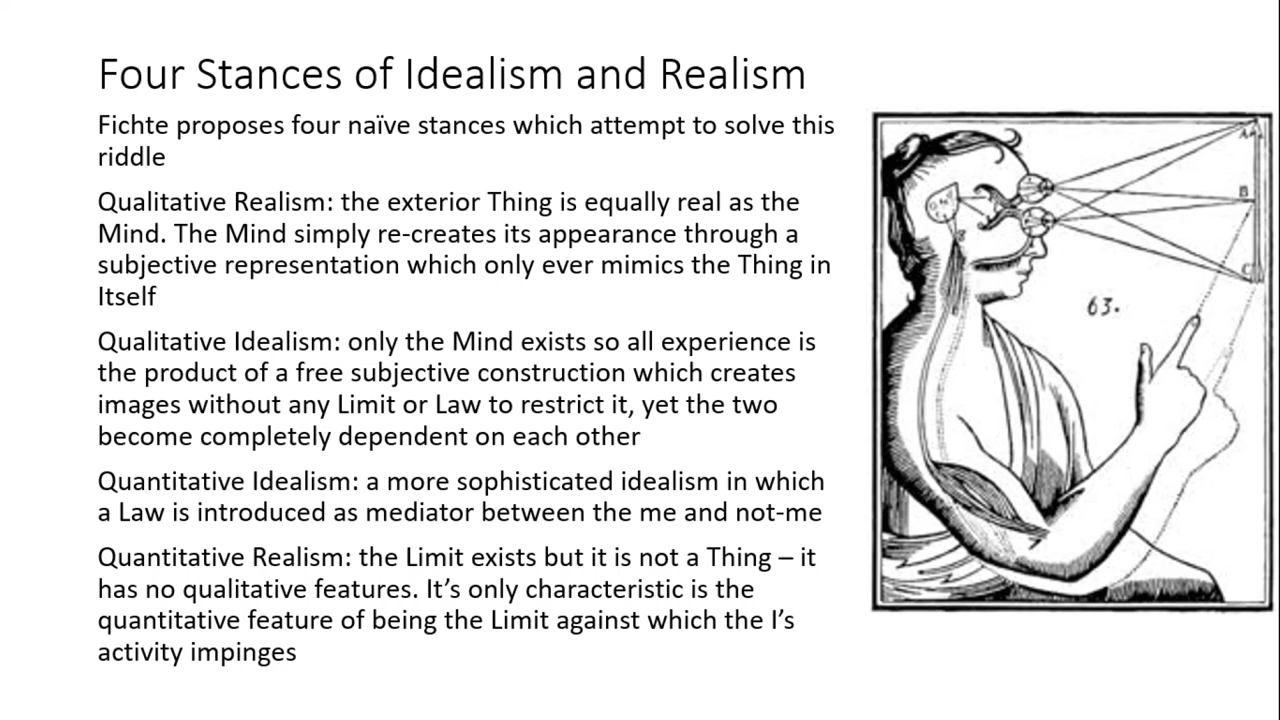 Four Stances of Idealism and Realism
Fichte proposes four naïve stances which attempt to solve this
riddle
Qualitative Realism: the exterior Thing is equally real as the
Mind. The Mind simply re-creates its appearance through a
subjective representation which only ever mimics the Thing in
Itself
Qualitative Idealism: only the Mind exists so all experience is
the product of a free subjective construction which creates
images without any Limit or Law to restrict it, yet the two
become completely dependent on each other
Quantitative Idealism: a more sophisticated idealism in which
a Law is introduced as mediator between the me and not-me
Quantitative Realism: the Limit exists but it is not a Thing – it
has no qualitative features. It’s only characteristic is the
quantitative feature of being the Limit against which the I’s
activity impinges
B
C
63.